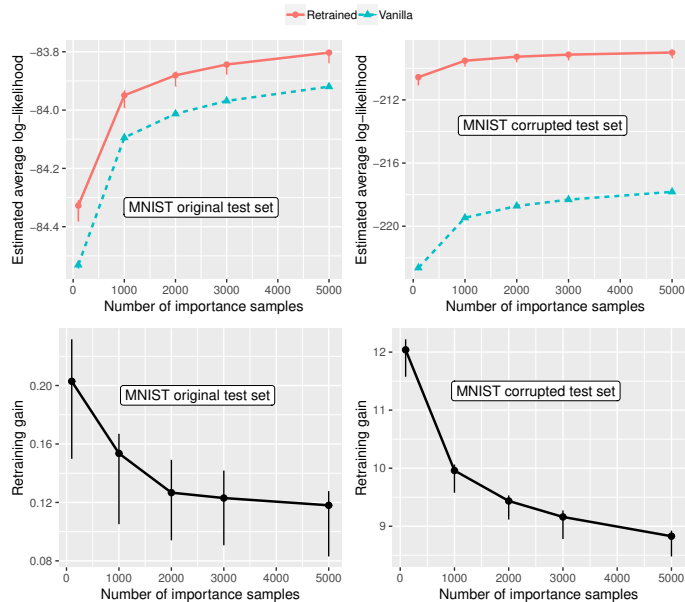 Retrained Vanilla
Estimated average log−likelihood
−83.8
−84.0
−84.4
MNIST original test set
0 1000 2000 3000 4000 5000
Number of importance samples
Estimated average log−likelihood
−212
−216
−220
MNIST corrupted test set
0 1000 2000 3000 4000 5000
Number of importance samples
Retraining gain
0.20
0.16
0.12
0.08
MNIST original test set
0 1000 2000 3000 4000 5000
Number of importance samples
Retraining gain
12
11
10
9
MNIST corrupted test set
0 1000 2000 3000 4000 5000
Number of importance samples